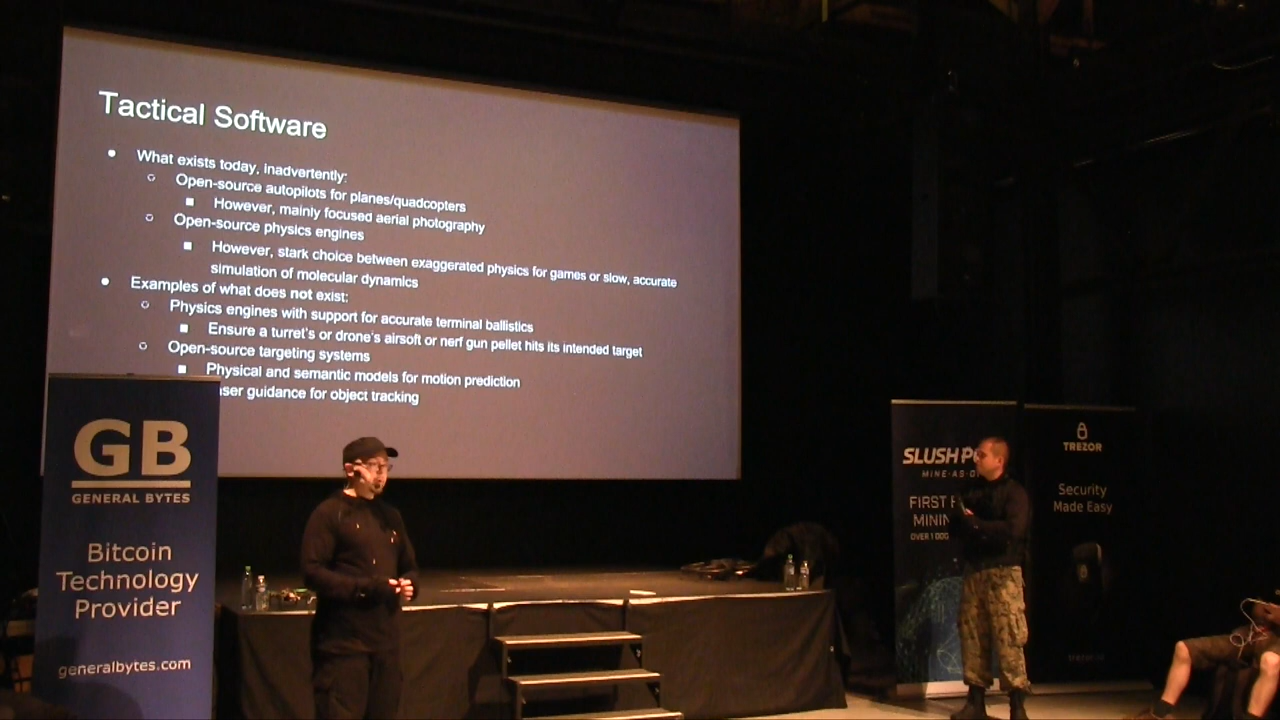 Tactical Software
● What exists today, inadvertently:
○ Open-source autopilots for planes/quadcopters
■ However, mainly focused aerial photography
○ Open-source physics engines
■ However, stark choice between exaggerated physics for games or slow, accurate
simulation of molecular dynamics
● Examples of what does not exist:
○ Physics engines with support for accurate terminal ballistics
■ Ensure a turret's or drone's airsoft or nerf gun pellet hits its intended target
○ Open-source targeting systems
■ Physical and semantic models for motion prediction
guidance for object tracking
GB
GENERAL BYTES
Bitcoin
Technology
Provider
generalbytes.com
SLUSH
MINE·AS·
FIRST
OVER 1 000
TREZOR
Security
Made Easy